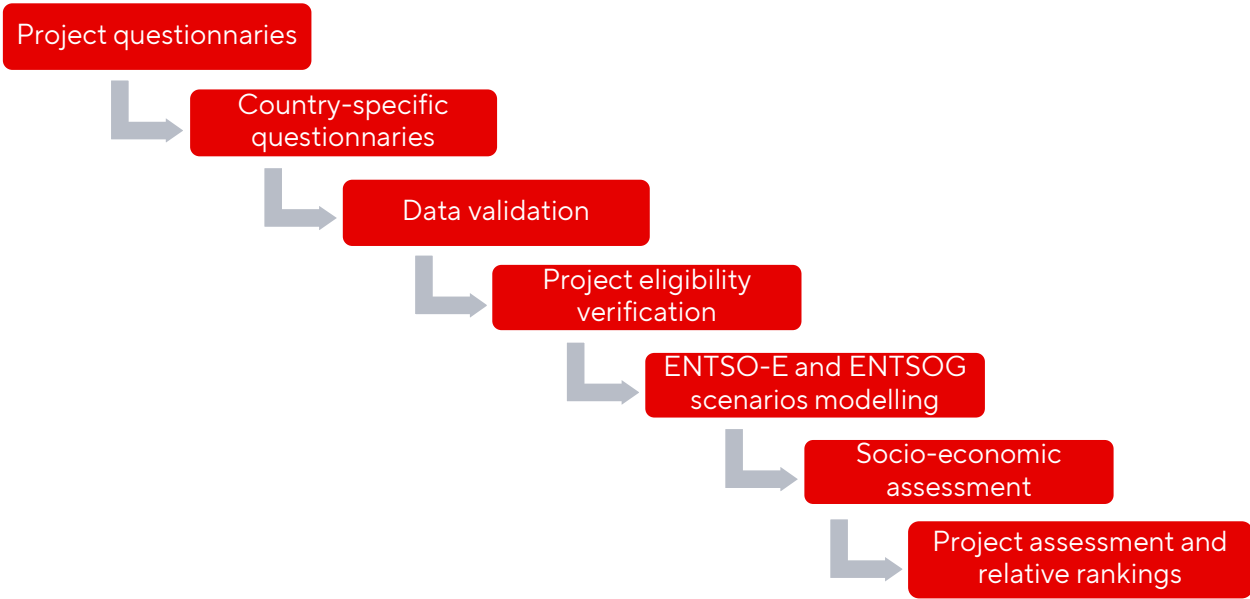 Project questionnaries
Country-specific
questionnaries
Data validation
Project eligibility
verification
ENTSO-E and ENTSOG
scenarios modelling
Socio-economic
assessment
Project assessment and
relative rankings